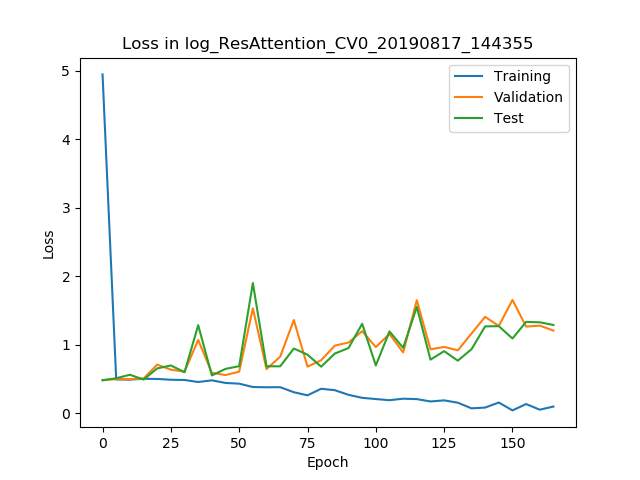 Loss in log_ResAttention_CV0_20190817_144355
Training
Validation
Test
Loss
5
4
3
2
1
0
0 25 50 75 100 125 150
Epoch